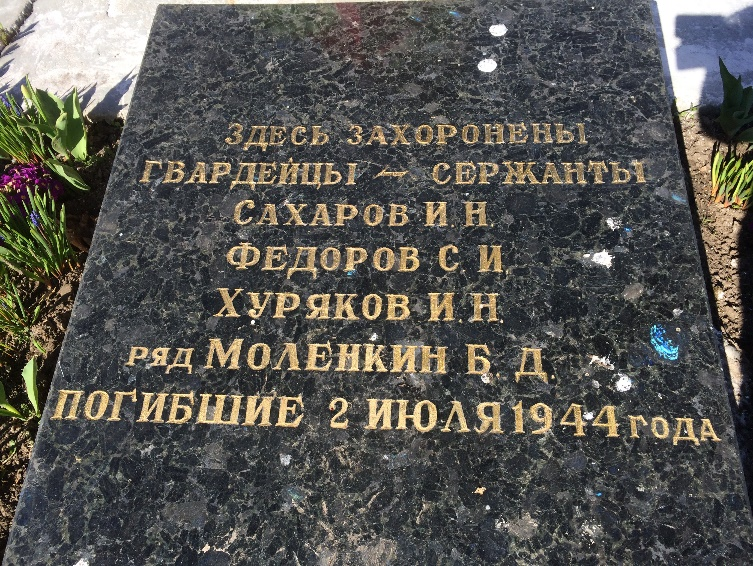 ЗДЕСЬ ЗАХОРОНЕНЫ
ГВАРДЕЙЦЫ – СЕРЖАНТЫ
САХАРОВ И. Н.
ФЕДОРОВ С. И.
ХУРЯКОВ И. Н.
РЯД МОЛЕНКИН Б. Д.
ПОГИБШИЕ 2 ИЮЛЯ 1944 ГОДА